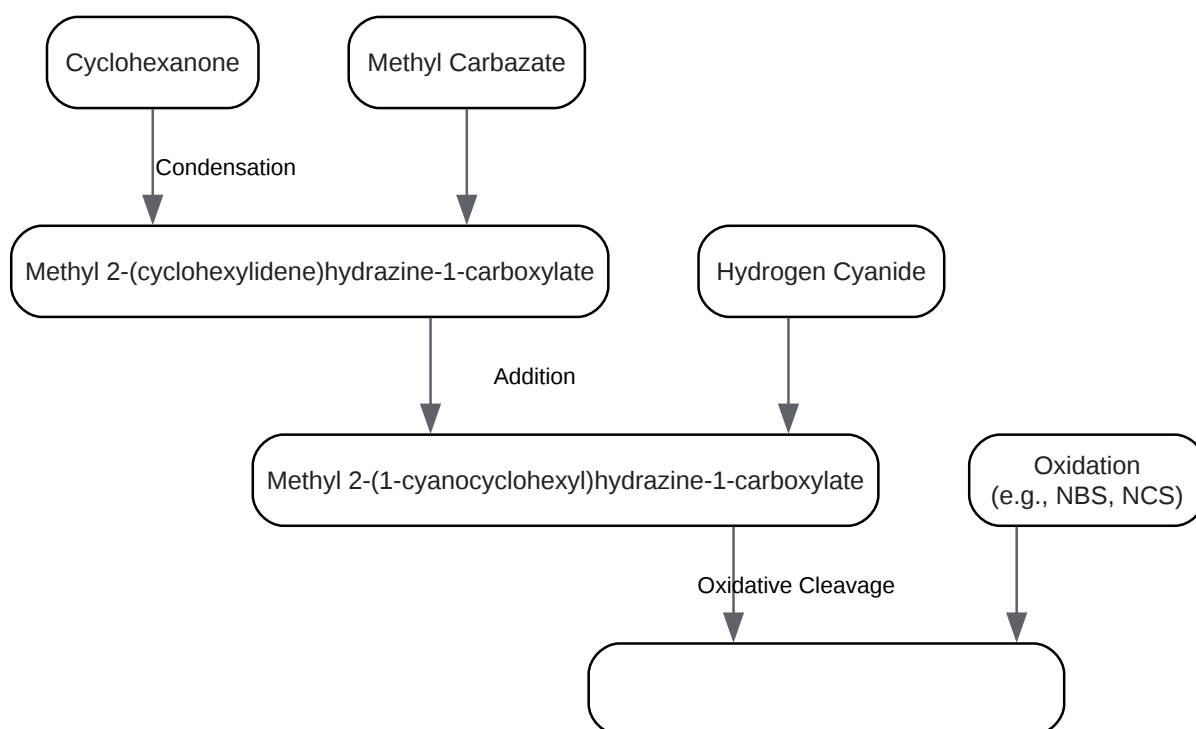 Cyclohexanone
Methyl Carbazate
Condensation
Methyl 2-(cyclohexylidene)hydrazine-1-carboxylate
Hydrogen Cyanide
Addition
Methyl 2-(1-cyanocyclohexyl)hydrazine-1-carboxylate
Oxidation
(e.g., NBS, NCS)
Oxidative Cleavage